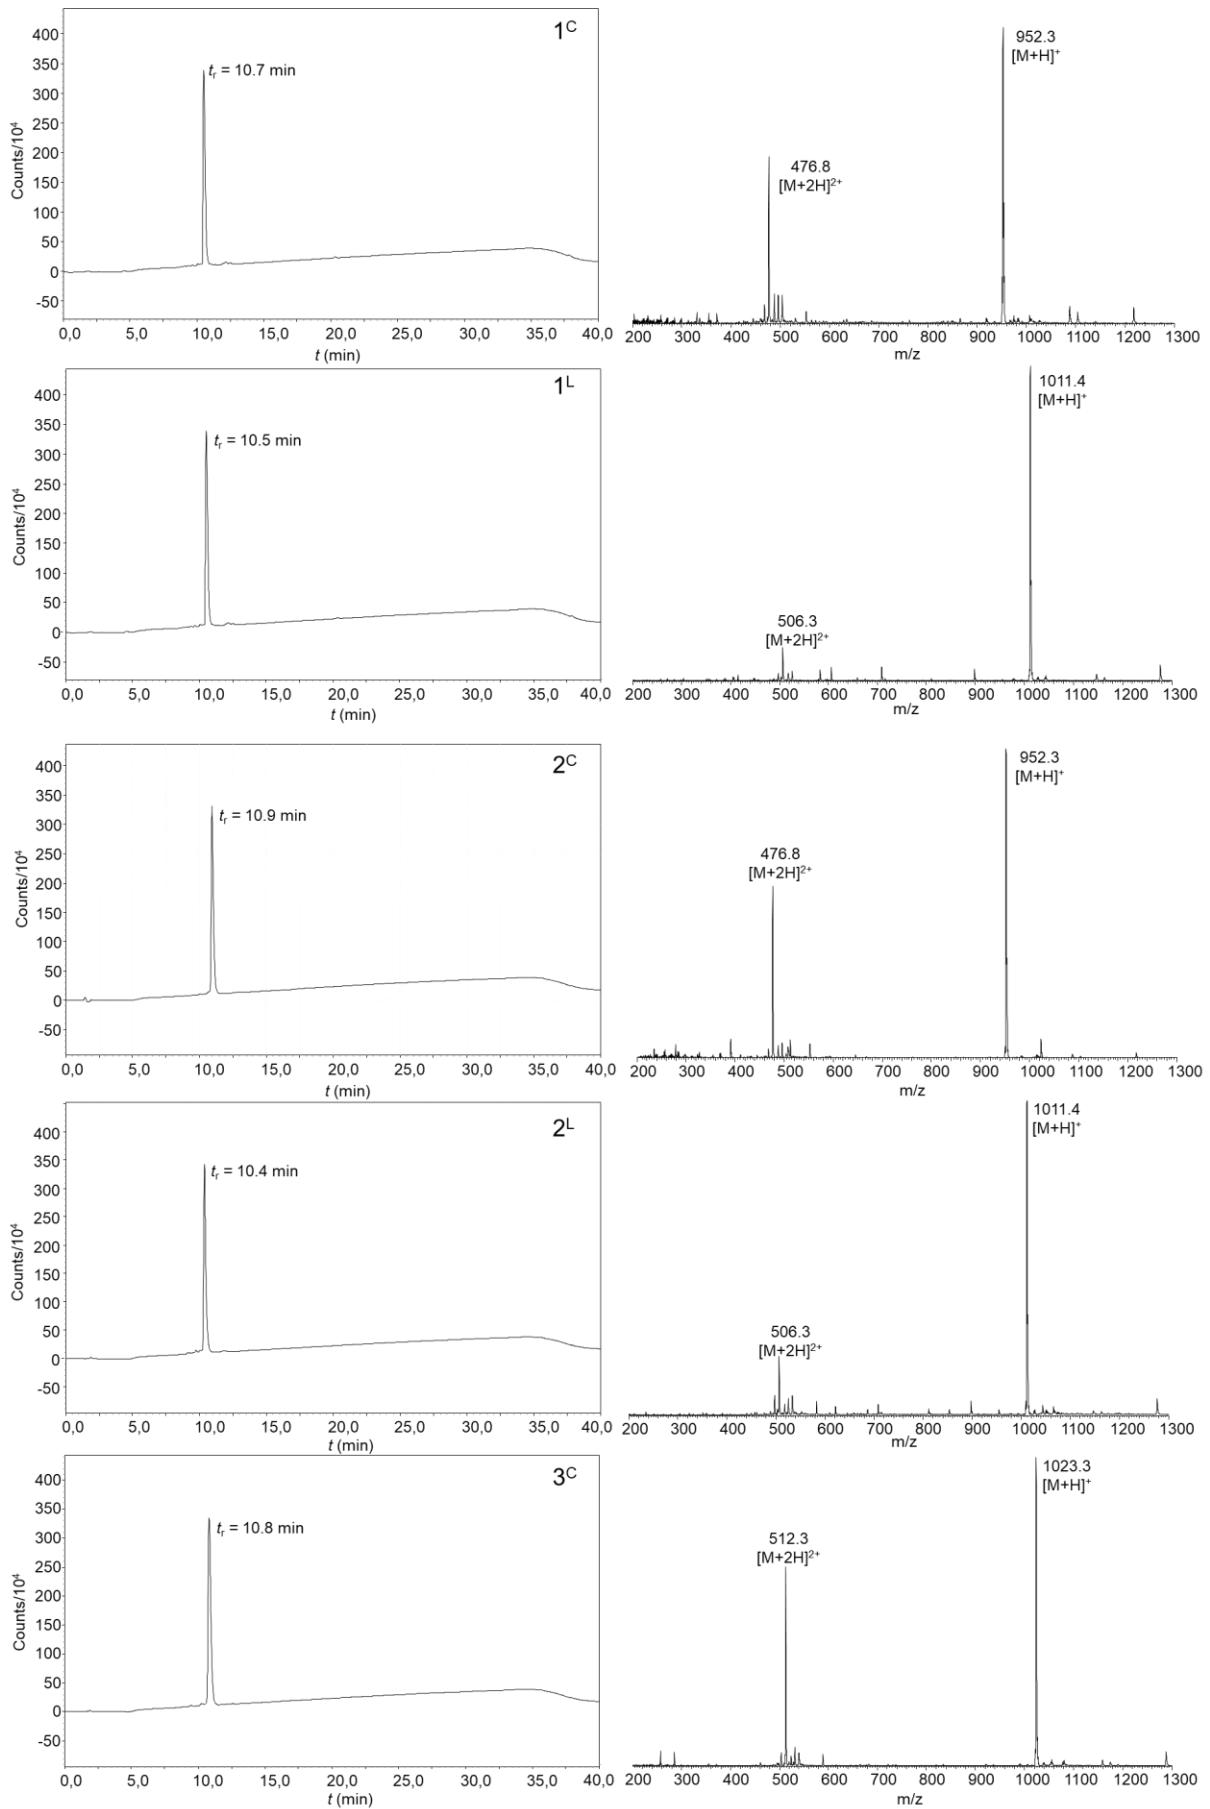 1ᶜ
400
350
300
250
200
150
100
50
0
-50
Counts/10⁴
tᵣ = 10.7 min
0,0 5,0 10,0 15,0 20,0 25,0 30,0 35,0 40,0
t (min)
952.3
[M+H]⁺
476.8
[M+2H]²⁺
200 300 400 500 600 700 800 900 1000 1100 1200 1300
m/z
1ᴸ
400
350
300
250
200
150
100
50
0
-50
Counts/10⁴
tᵣ = 10.5 min
0,0 5,0 10,0 15,0 20,0 25,0 30,0 35,0 40,0
t (min)
1011.4
[M+H]⁺
506.3
[M+2H]²⁺
200 300 400 500 600 700 800 900 1000 1100 1200 1300
m/z
2ᶜ
400
350
300
250
200
150
100
50
0
-50
Counts/10⁴
tᵣ = 10.9 min
0,0 5,0 10,0 15,0 20,0 25,0 30,0 35,0 40,0
t (min)
952.3
[M+H]⁺
476.8
[M+2H]²⁺
200 300 400 500 600 700 800 900 1000 1100 1200 1300
m/z
2ᴸ
400
350
300
250
200
150
100
50
0
-50
Counts/10⁴
tᵣ = 10.4 min
0,0 5,0 10,0 15,0 20,0 25,0 30,0 35,0 40,0
t (min)
1011.4
[M+H]⁺
506.3
[M+2H]²⁺
200 300 400 500 600 700 800 900 1000 1100 1200 1300
m/z
3ᶜ
400
350
300
250
200
150
100
50
0
-50
Counts/10⁴
tᵣ = 10.8 min
0,0 5,0 10,0 15,0 20,0 25,0 30,0 35,0 40,0
t (min)
1023.3
[M+H]⁺
512.3
[M+2H]²⁺
200 300 400 500 600 700 800 900 1000 1100 1200 1300
m/z